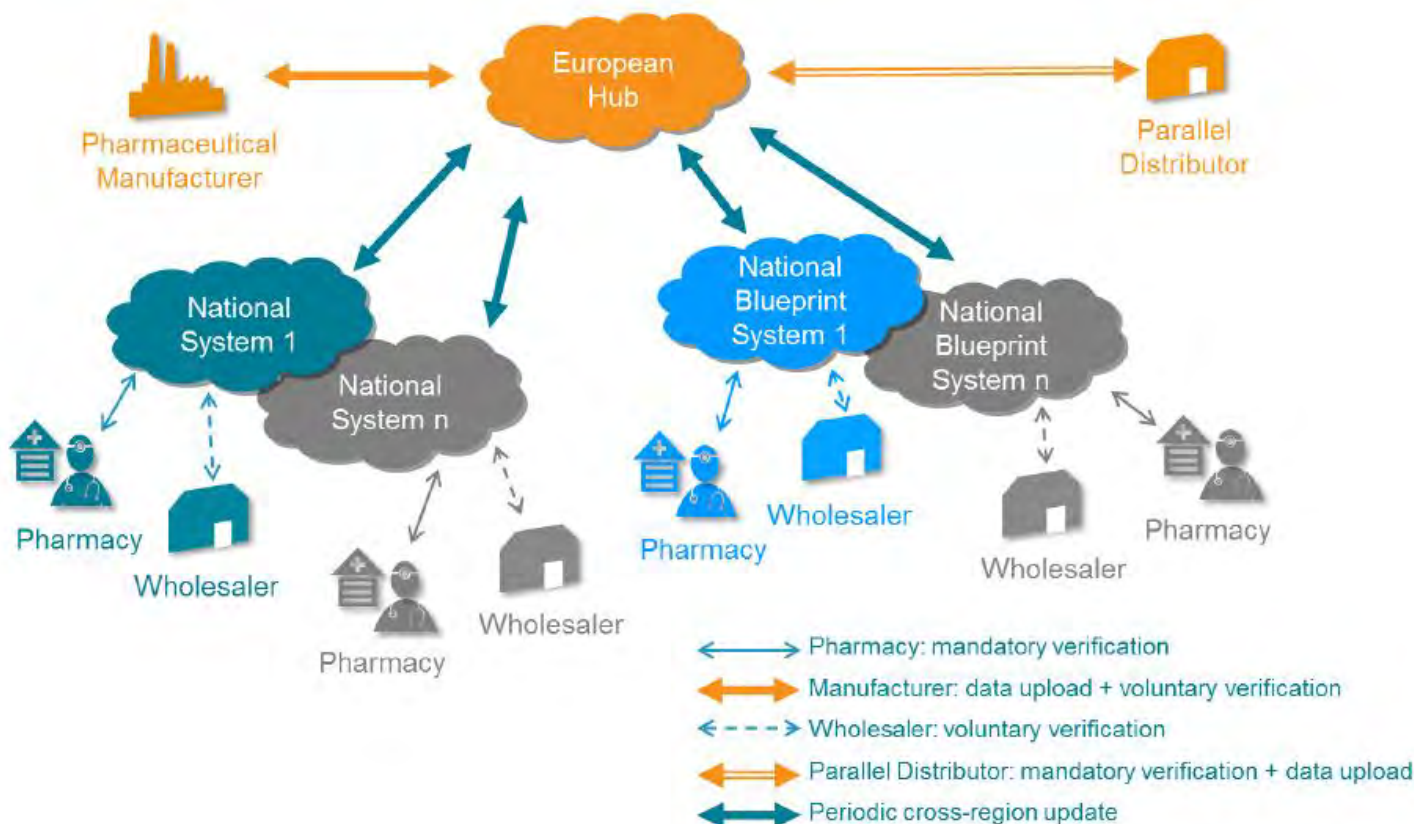 European
Hub
Pharmaceutical
Manufacturer
Parallel
Distributor
National
System 1
National
System n
National
Blueprint
System 1
National
Blueprint
System n
Pharmacy
Wholesaler
Pharmacy
Wholesaler
Pharmacy
Wholesaler
Wholesaler
Pharmacy
Pharmacy: mandatory verification
Manufacturer: data upload + voluntary verification
Wholesaler: voluntary verification
Parallel Distributor: mandatory verification + data upload
Periodic cross-region update